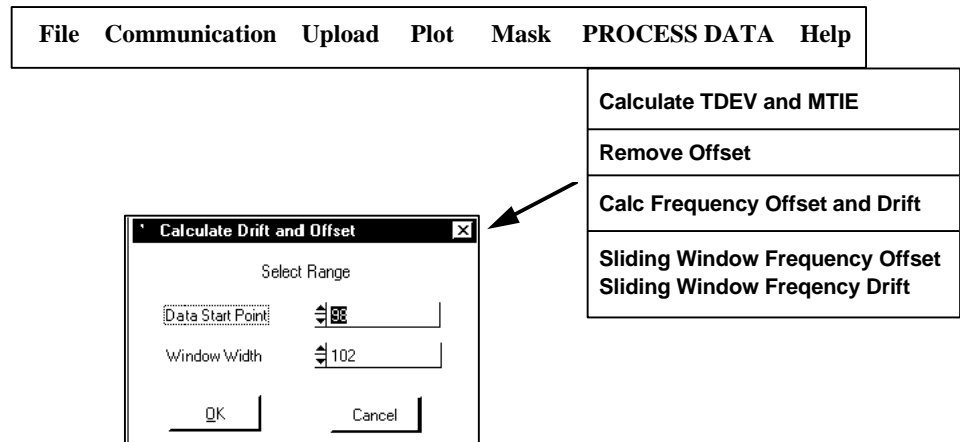 File Communication Upload Plot Mask PROCESS DATA Help
Calculate TDEV and MTIE
Remove Offset
Calc Frequency Offset and Drift
Sliding Window Frequency Offset
Sliding Window Freqency Drift
Calculate Drift and Offset
Select Range
Data Start Point 98
Window Width 102
OK Cancel